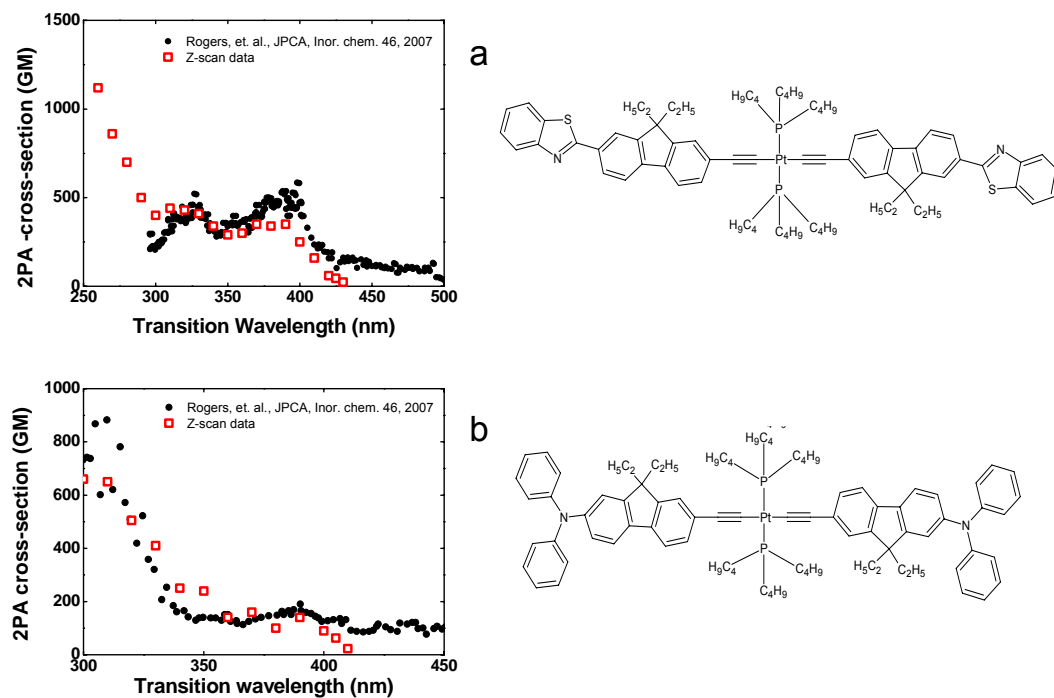 1500
1000
500
0
250
300
350
400
450
500
2PA -cross-section (GM)
Transition Wavelength (nm)
Rogers, et. al., JPCA, Inor. chem. 46, 2007
Z-scan data
a
H9C4
C4H9
C4H9
P
H5C2
C2H5
S
N
Pt
N
S
P
H5C2
C2H5
H9C4
C4H9
C4H9
1000
800
600
400
200
0
300
350
400
450
2PA cross-section (GM)
Transition wavelength (nm)
Rogers, et. al., JPCA, Inor. chem. 46, 2007
Z-scan data
b
H9C4
H9C4
C4H9
P
H5C2
C2H5
N
Pt
N
P
H5C2
C2H5
H9C4
C4H9
C4H9